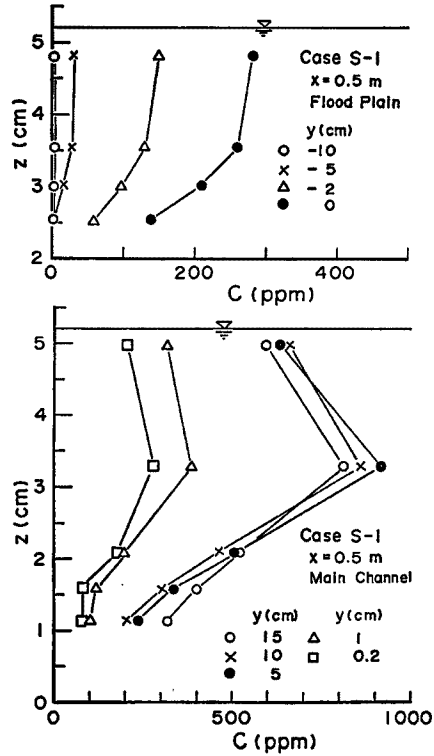 5
4
3
2
z (cm)
Case S-1
x = 0.5 m
Flood Plain
y (cm)
○ -10
× - 5
△ - 2
● 0
0
200
400
C (ppm)
5
4
3
2
1
0
z (cm)
Case S-1
x = 0.5 m
Main Channel
y (cm) y (cm)
○ 15 △ 1
× 10 □ 0.2
● 5
0
500
1000
C (ppm)